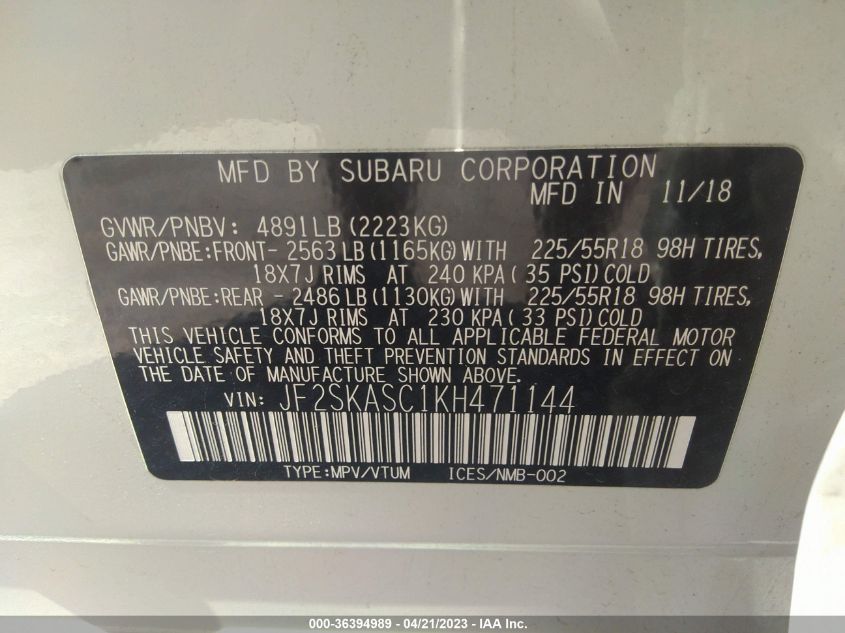 MFD BY SUBARU CORPORATION
MFD IN 11/18
GVWR/PNBV: 4891LB (2223KG)
GAWR/PNBE:FRONT- 2563 LB (1165KG) WITH 225/55R18 98H TIRES,
18X7J RIMS AT 240 KPA ( 35 PSI) COLD
GAWR/PNBE:REAR - 2486 LB (1130KG) WITH 225/55R18 98H TIRES,
18X7J RIMS AT 230 KPA ( 33 PSI) COLD
THIS VEHICLE CONFORMS TO ALL APPLICABLE FEDERAL MOTOR
VEHICLE SAFETY AND THEFT PREVENTION STANDARDS IN EFFECT ON
THE DATE OF MANUFACTURE SHOWN ABOVE.
VIN: JF2SKASC1KH471144
TYPE:MPV/VTUM ICES/NMB-002
000-36394989 - 04/21/2023 - IAA Inc.